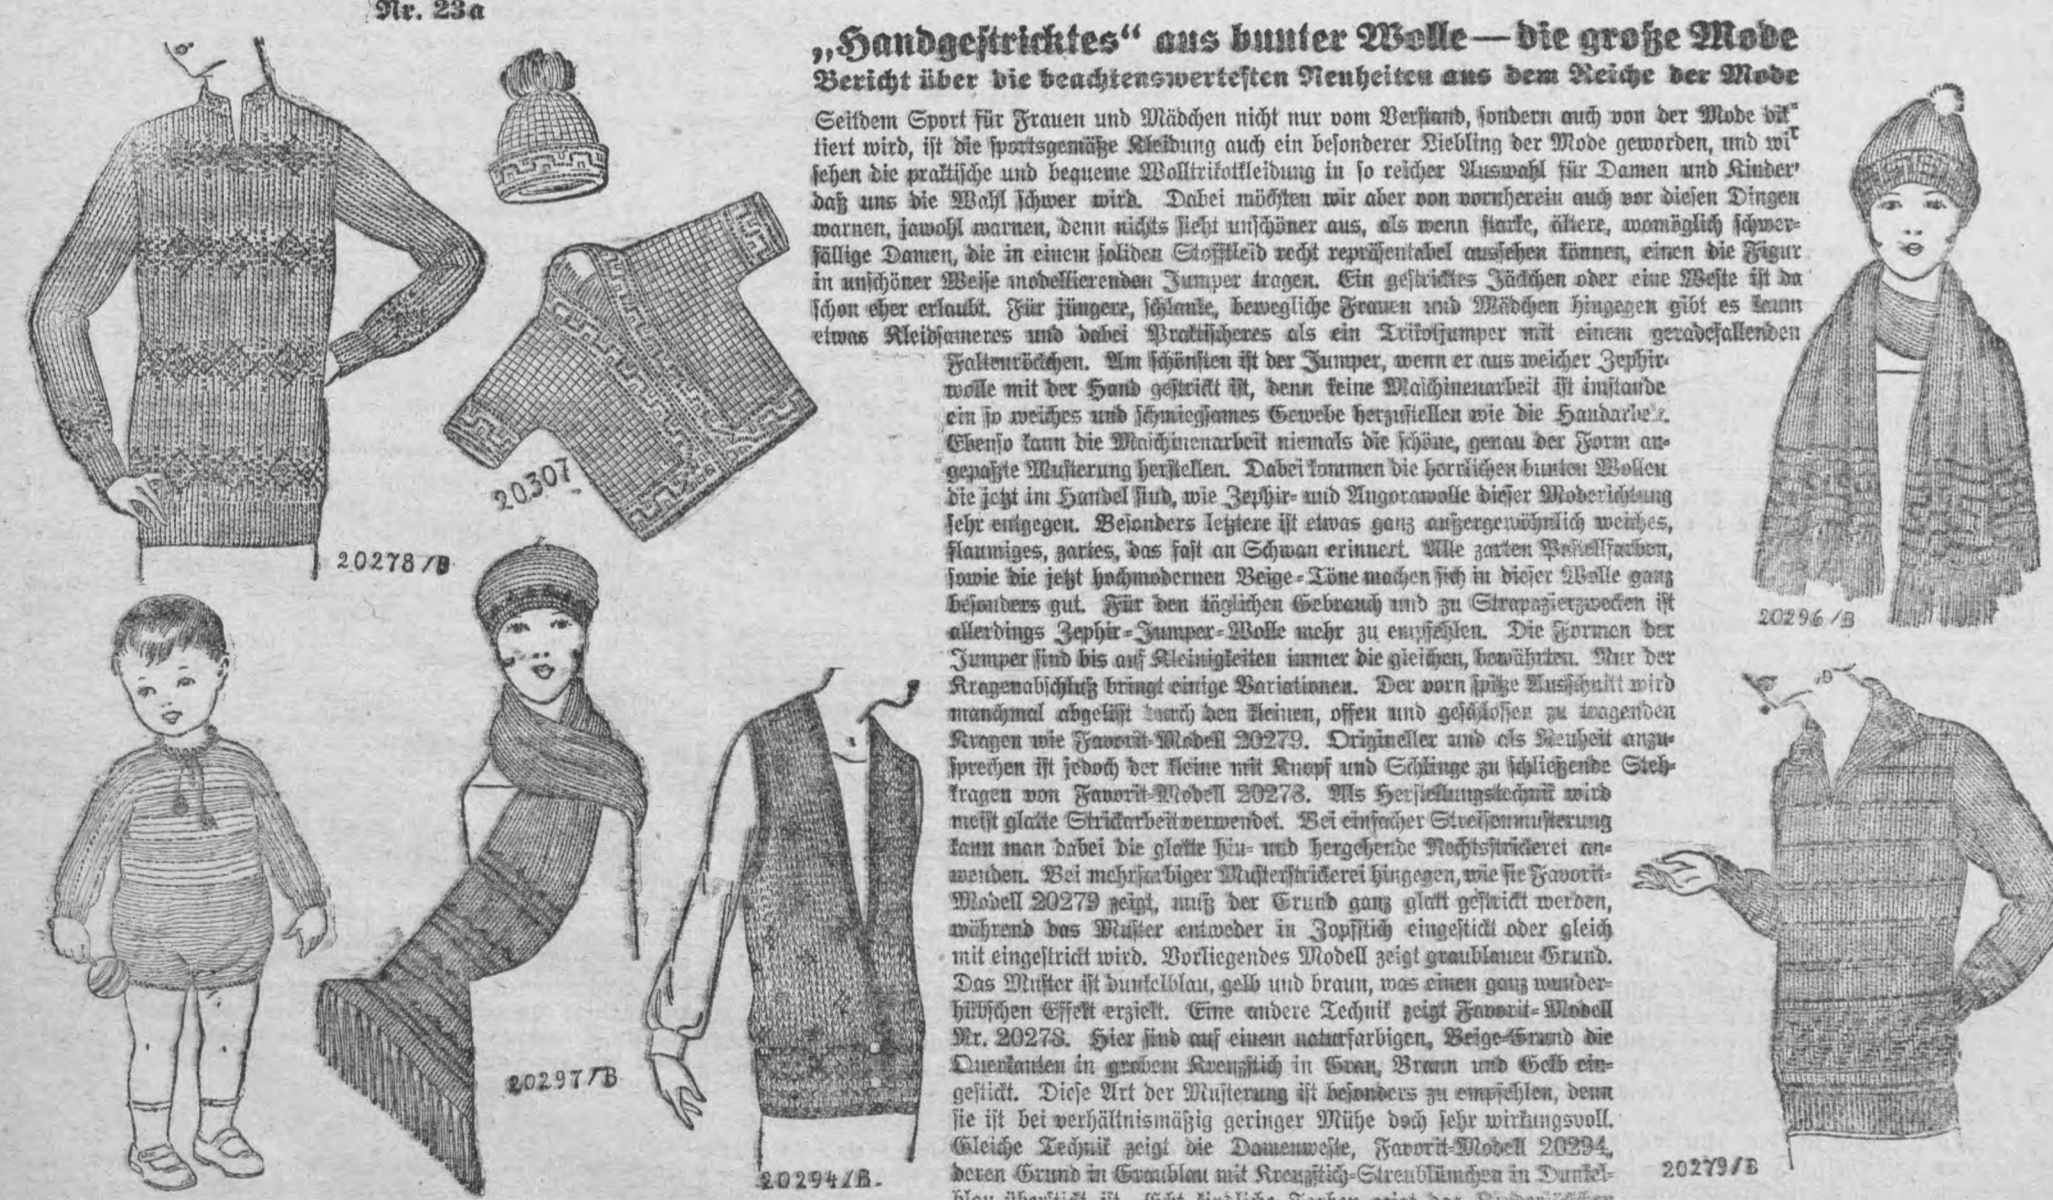 Nr. 23a
„Handgestricktes“ aus bunter Wolle — die große Mode
Bericht über die beachtenswertesten Neuheiten aus dem Reiche der Mode
Seitdem Sport für Frauen und Mädchen nicht nur vom Verstand, sondern auch von der Mode dik-
tiert wird, ist die sportsgemäße Kleidung auch ein besonderer Liebling der Mode geworden, und wir
sehen die praktische und bequeme Wolltrikotkleidung in so reicher Auswahl für Damen und Kinder,
daß uns die Wahl schwer wird. Dabei möchten wir aber von vornherein auch vor diesen Dingen
warnen, jawohl warnen, denn nichts sieht unschöner aus, als wenn starke, ältere, womöglich schwer-
fällige Damen, die in einem soliden Stoffkleid recht repräsentabel aussehen können, einen die Figur
in unschöner Weise modellierenden Jumper tragen. Ein gestricktes Jäckchen oder eine Weste ist da
schon eher erlaubt. Für jüngere, schlanke, bewegliche Frauen und Mädchen hingegen gibt es kaum
etwas Kleidsameres und dabei Praktischeres als ein Trikotjumper mit einem geradefallenden
Faltenröckchen. Am schönsten ist der Jumper, wenn er aus weicher Zephir-
wolle mit der Hand gestrickt ist, denn keine Maschinenarbeit ist imstande
ein so weiches und schmiegsames Gewebe herzustellen wie die Handarbeit.
Ebenso kann die Maschinenarbeit niemals die schöne, genau der Form an-
gepaßte Musterung herstellen. Dabei kommen die herrlichen bunten Wollen
die jetzt im Handel sind, wie Zephir- und Angorawolle dieser Moderichtung
sehr entgegen. Besonders letztere ist etwas ganz außergewöhnlich weiches,
flaumiges, zartes, das fast an Schwan erinnert. Alle zarten Pastellfarben,
sowie die jetzt hochmodernen Beige-Töne machen sich in dieser Wolle ganz
besonders gut. Für den täglichen Gebrauch und zu Strapazierzwecken ist
allerdings Zephir-Jumper-Wolle mehr zu empfehlen. Die Formen der
Jumper sind bis auf Kleinigkeiten immer die gleichen, bewährten. Nur der
Kragenabschluß bringt einige Variationen. Der vorn spitze Ausschnitt wird
manchmal abgelöst durch den kleinen, offen und geschlossen zu tragenden
Kragen wie Favorit-Modell 20279. Origineller und als Neuheit anzu-
sprechen ist jedoch der kleine mit Knopf und Schlinge zu schließende Steh-
kragen von Favorit-Modell 20278. Als Herstellungstechnik wird
meist glatte Strickarbeit verwendet. Bei einfacher Streifenmusterung
kann man dabei die glatte hin- und hergehende Rechtsstrickerei an-
wenden. Bei mehrfarbiger Musterstrickerei hingegen, wie sie Favorit-
Modell 20279 zeigt, muß der Grund ganz glatt gestrickt werden,
während das Muster entweder in Zopfstich eingestickt oder gleich
mit eingestrickt wird. Vorliegendes Modell zeigt graublauen Grund.
Das Muster ist dunkelblau, gelb und braun, was einen ganz wunder-
hübschen Effekt erzielt. Eine andere Technik zeigt Favorit-Modell
Nr. 20278. Hier sind auf einem naturfarbigen, Beige-Grund die
Querkanten in grobem Kreuzstich in Grau, Braun und Gelb ein-
gestickt. Diese Art der Musterung ist besonders zu empfehlen, denn
sie ist bei verhältnismäßig geringer Mühe doch sehr wirkungsvoll.
Gleiche Technik zeigt die Damenweste, Favorit-Modell 20294,
deren Grund in Graublau mit Kreuzstich-Streublümchen in Dunkel-
20307
20278/B
20297/B
20294/B.
20296/B
20279/B